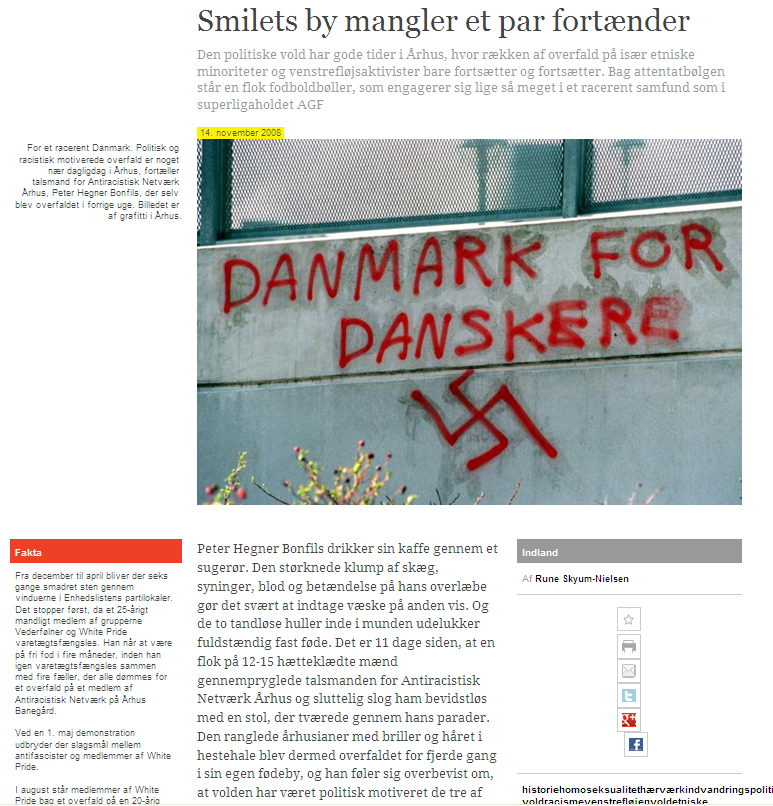 Smilets by mangler et par fortænder
Den politiske vold har gode tider i Århus, hvor rækken af overfald på især etniske
minoriteter og venstrefløjsaktivister bare fortsætter og fortsætter. Bag attentatbølgen
står en flok fodboldbøller, som engagerer sig lige så meget i et racerent samfund som i
superligaholdet AGF
14. november 2008
For et racerent Danmark. Politisk og
racistisk motiverede overfald er noget
nær dagligdag i Århus, fortæller
talsmand for Antiracistisk Netværk
Århus, Peter Hegner Bonfils, der selv
blev overfaldet i forrige uge. Billedet er
af grafitti i Århus.
DANMARK FOR
DANSKERE
Fakta
Fra december til april bliver der seks
gange smadret sten gennem
vinduerne i Enhedslistens partilokaler.
Det stopper først, da et 25-årigt
mandligt medlem af grupperne
Vederfølner og White Pride
varetægtsfængsles. Han når at være
på fri fod i fire måneder, inden han
igen varetægtsfængsles sammen
med fire fæller, der alle dømmes for
et overfald på et medlem af
Antiracistisk Netværk på Århus
Banegård.
Ved en 1. maj demonstration
udbryder der slagsmål mellem
antifascister og medlemmer af White
Pride.
I august står medlemmer af White
Pride bag et overfald på en 20-årig
Peter Hegner Bonfils drikker sin kaffe gennem et
sugerør. Den størknede klump af skæg,
syninger, blod og betændelse på hans overlæbe
gør det svært at indtage væske på anden vis. Og
de to tandløse huller inde i munden udelukker
fuldstændig fast føde. Det er 11 dage siden, at en
flok på 12-15 hætteklædte mænd
gennempryglede talsmanden for Antiracistisk
Netværk Århus og sluttelig slog ham bevidstløs
med en stol, der tværede gennem hans parader.
Den ranglede århusianer med briller og håret i
hestehale blev dermed overfaldet for fjerde gang
i sin egen fødeby, og han føler sig overbevist om,
at volden har været politisk motiveret de tre af
Indland
Af Rune Skyum-Nielsen
historiehomoseksualitethærværkindvandringspoliti
voldracismevenstrefløjenvoldetniske